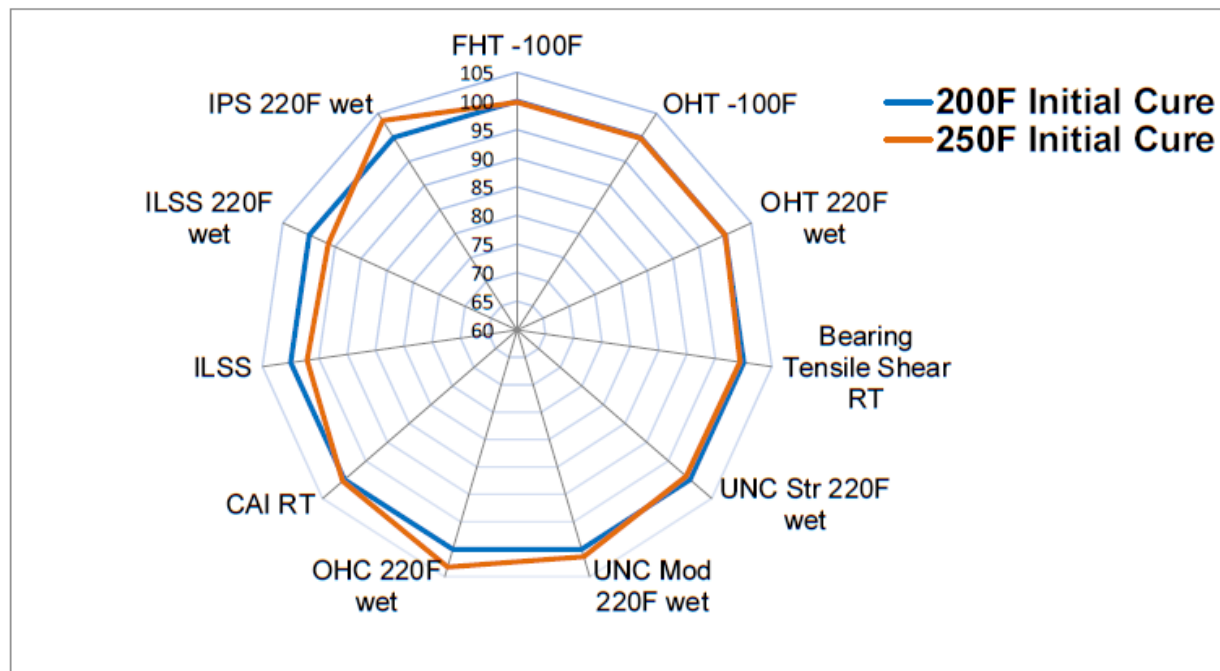 FHT -100F
OHT -100F
OHT 220F
wet
Bearing
Tensile Shear
RT
UNC Str 220F
wet
UNC Mod
220F wet
OHC 220F
wet
CAI RT
ILSS
ILSS 220F
wet
IPS 220F wet
105
100
95
90
85
80
75
70
65
60
200F Initial Cure
250F Initial Cure